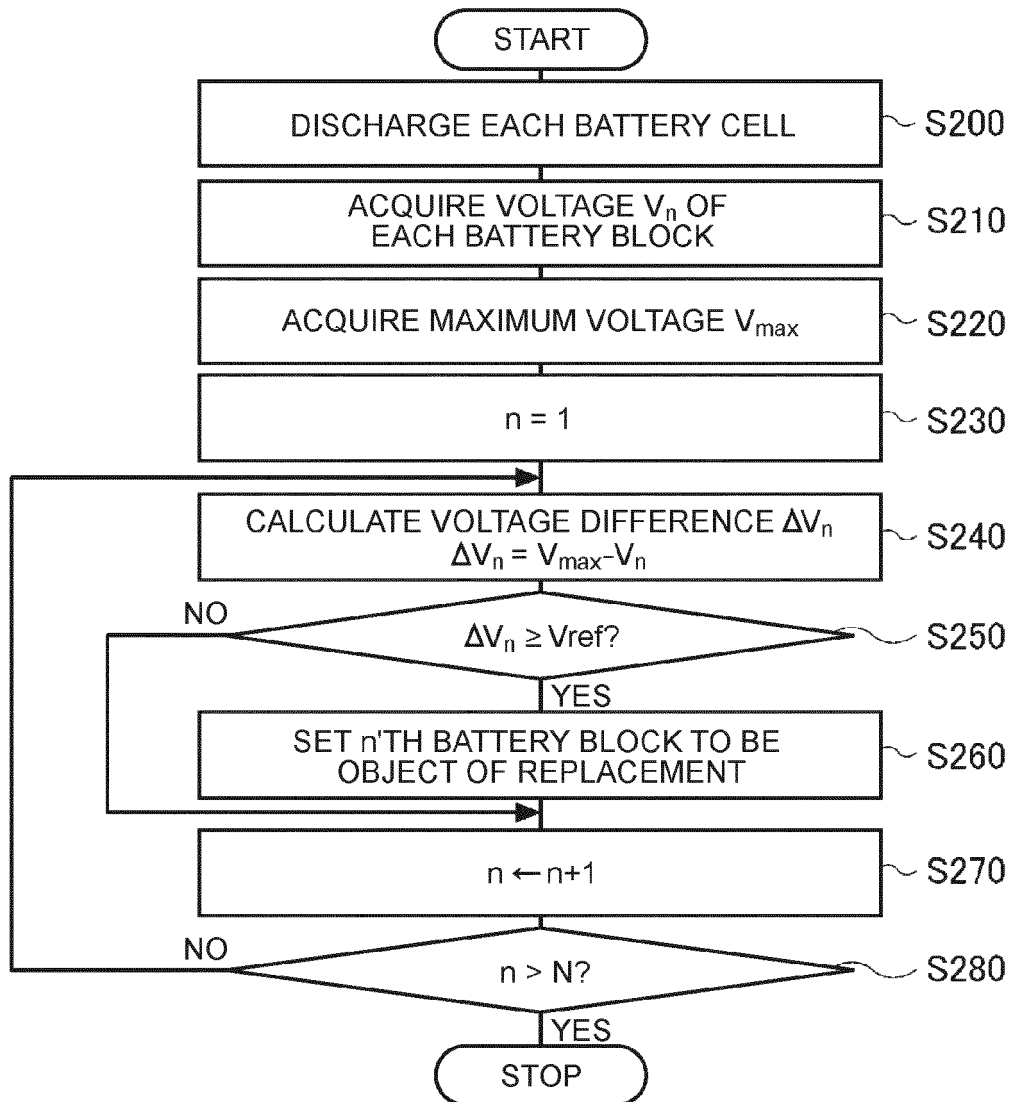 START
DISCHARGE EACH BATTERY CELL
S200
ACQUIRE VOLTAGE Vn OF
EACH BATTERY BLOCK
S210
ACQUIRE MAXIMUM VOLTAGE Vmax
S220
n = 1
S230
CALCULATE VOLTAGE DIFFERENCE ΔVn
ΔVn = Vmax-Vn
S240
NO
ΔVn ≥ Vref?
S250
YES
SET n'TH BATTERY BLOCK TO BE
OBJECT OF REPLACEMENT
S260
n ← n+1
S270
NO
n > N?
S280
YES
STOP